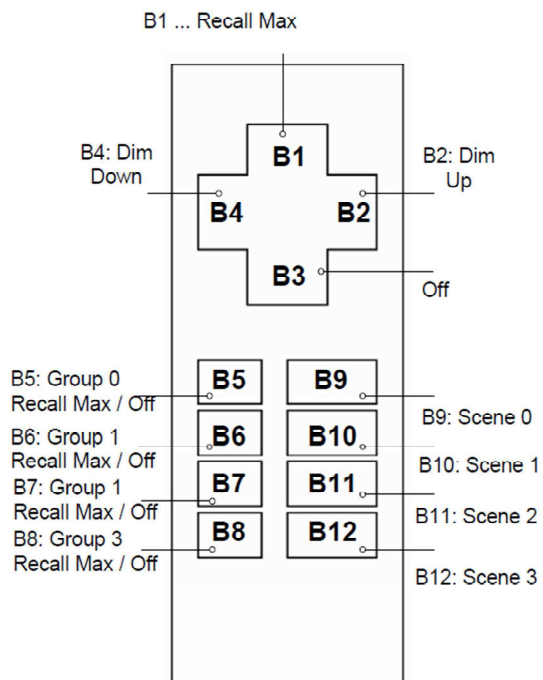 B1 ... Recall Max
B1
B4: Dim
Down
B2: Dim
Up
B4
B2
B3
Off
B5: Group 0
Recall Max / Off
B5
B9
B9: Scene 0
B6: Group 1
Recall Max / Off
B6
B10
B10: Scene 1
B7: Group 1
Recall Max / Off
B7
B11
B11: Scene 2
B8: Group 3
Recall Max / Off
B8
B12
B12: Scene 3